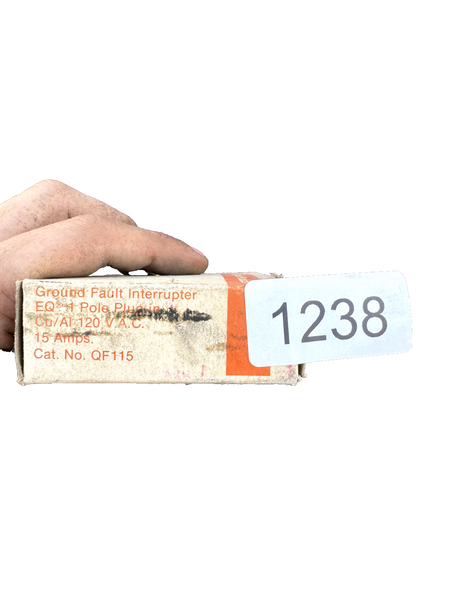 Ground Fault Interrupter
EQ 1 Pole Plug-in
Cu/Al 120 V A.C.
15 Amps.
Cat. No. QF115
1238